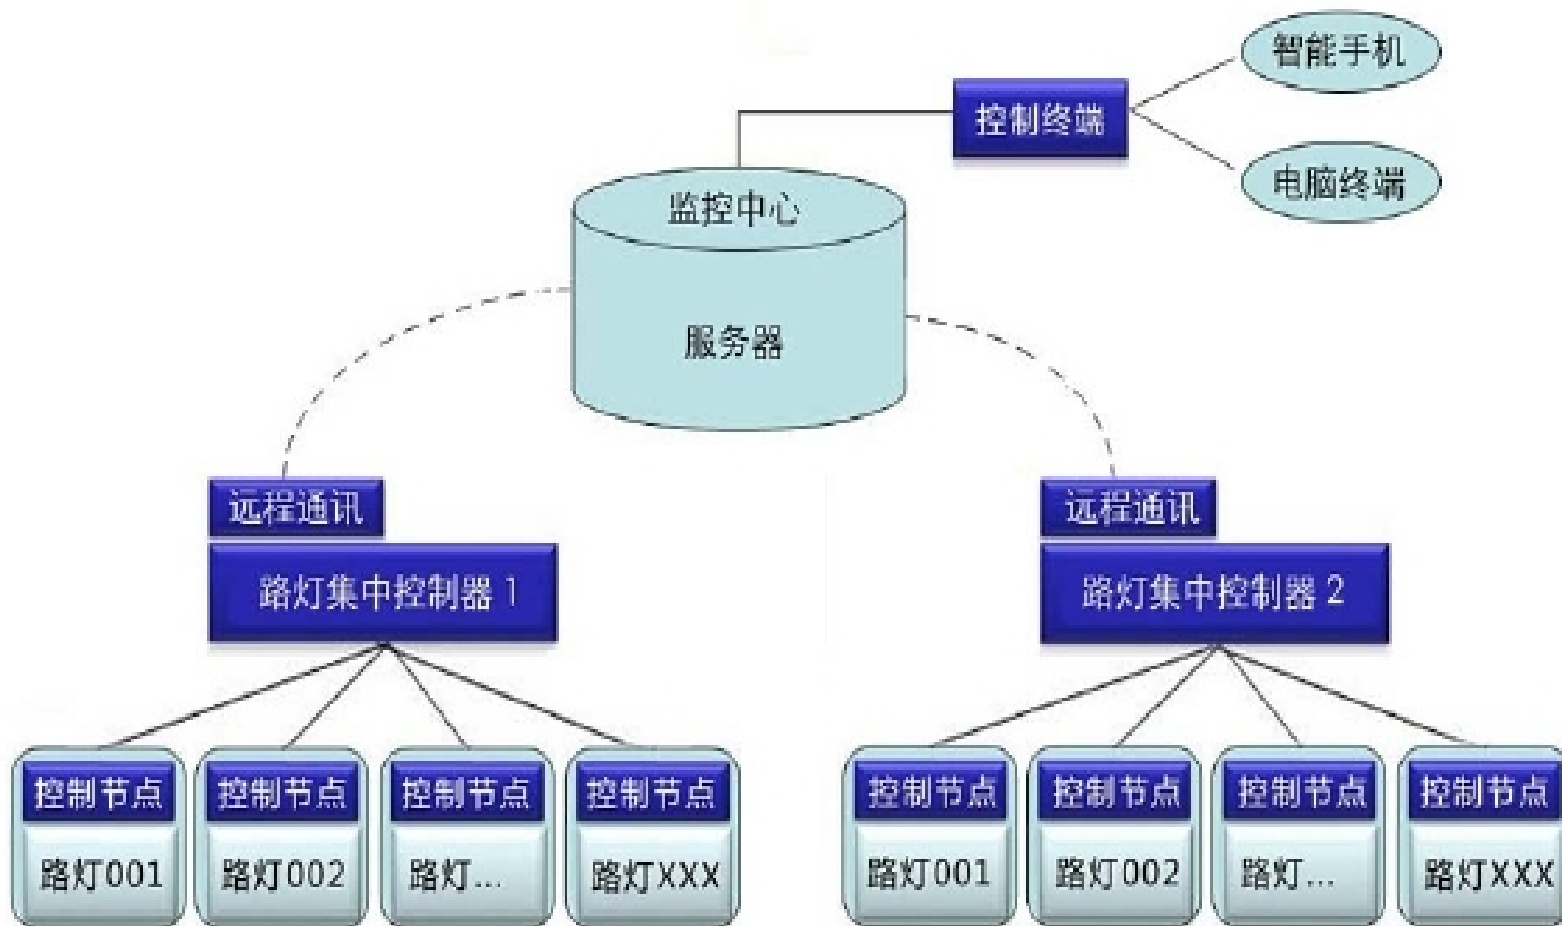 智能手机
控制终端
电脑终端
监控中心
服务器
远程通讯
远程通讯
路灯集中控制器 1
路灯集中控制器 2
控制节点 控制节点 控制节点 控制节点 控制节点 控制节点 控制节点 控制节点
路灯001 路灯002 路灯... 路灯XXX 路灯001 路灯002 路灯... 路灯XXX